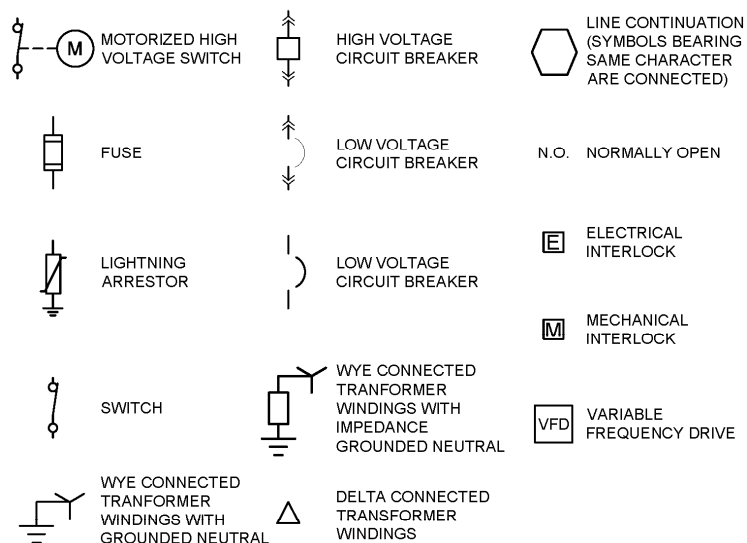 M
MOTORIZED HIGH
VOLTAGE SWITCH
FUSE
LIGHTNING
ARRESTOR
SWITCH
WYE CONNECTED
TRANFORMER
WINDINGS WITH
GROUNDED NEUTRAL
HIGH VOLTAGE
CIRCUIT BREAKER
LOW VOLTAGE
CIRCUIT BREAKER
LOW VOLTAGE
CIRCUIT BREAKER
WYE CONNECTED
TRANFORMER
WINDINGS WITH
IMPEDANCE
GROUNDED NEUTRAL
DELTA CONNECTED
TRANSFORMER
WINDINGS
LINE CONTINUATION
(SYMBOLS BEARING
SAME CHARACTER
ARE CONNECTED)
N.O. NORMALLY OPEN
E
ELECTRICAL
INTERLOCK
M
MECHANICAL
INTERLOCK
VFD
VARIABLE
FREQUENCY DRIVE